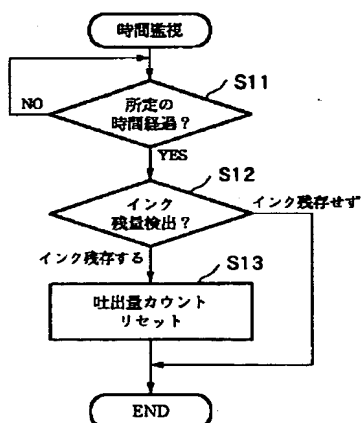 時間監視
S11
所定の
時間経過?
NO
YES
S12
インク
残量検出?
インク残存せず
インク残存する
S13
吐出量カウント
リセット
END